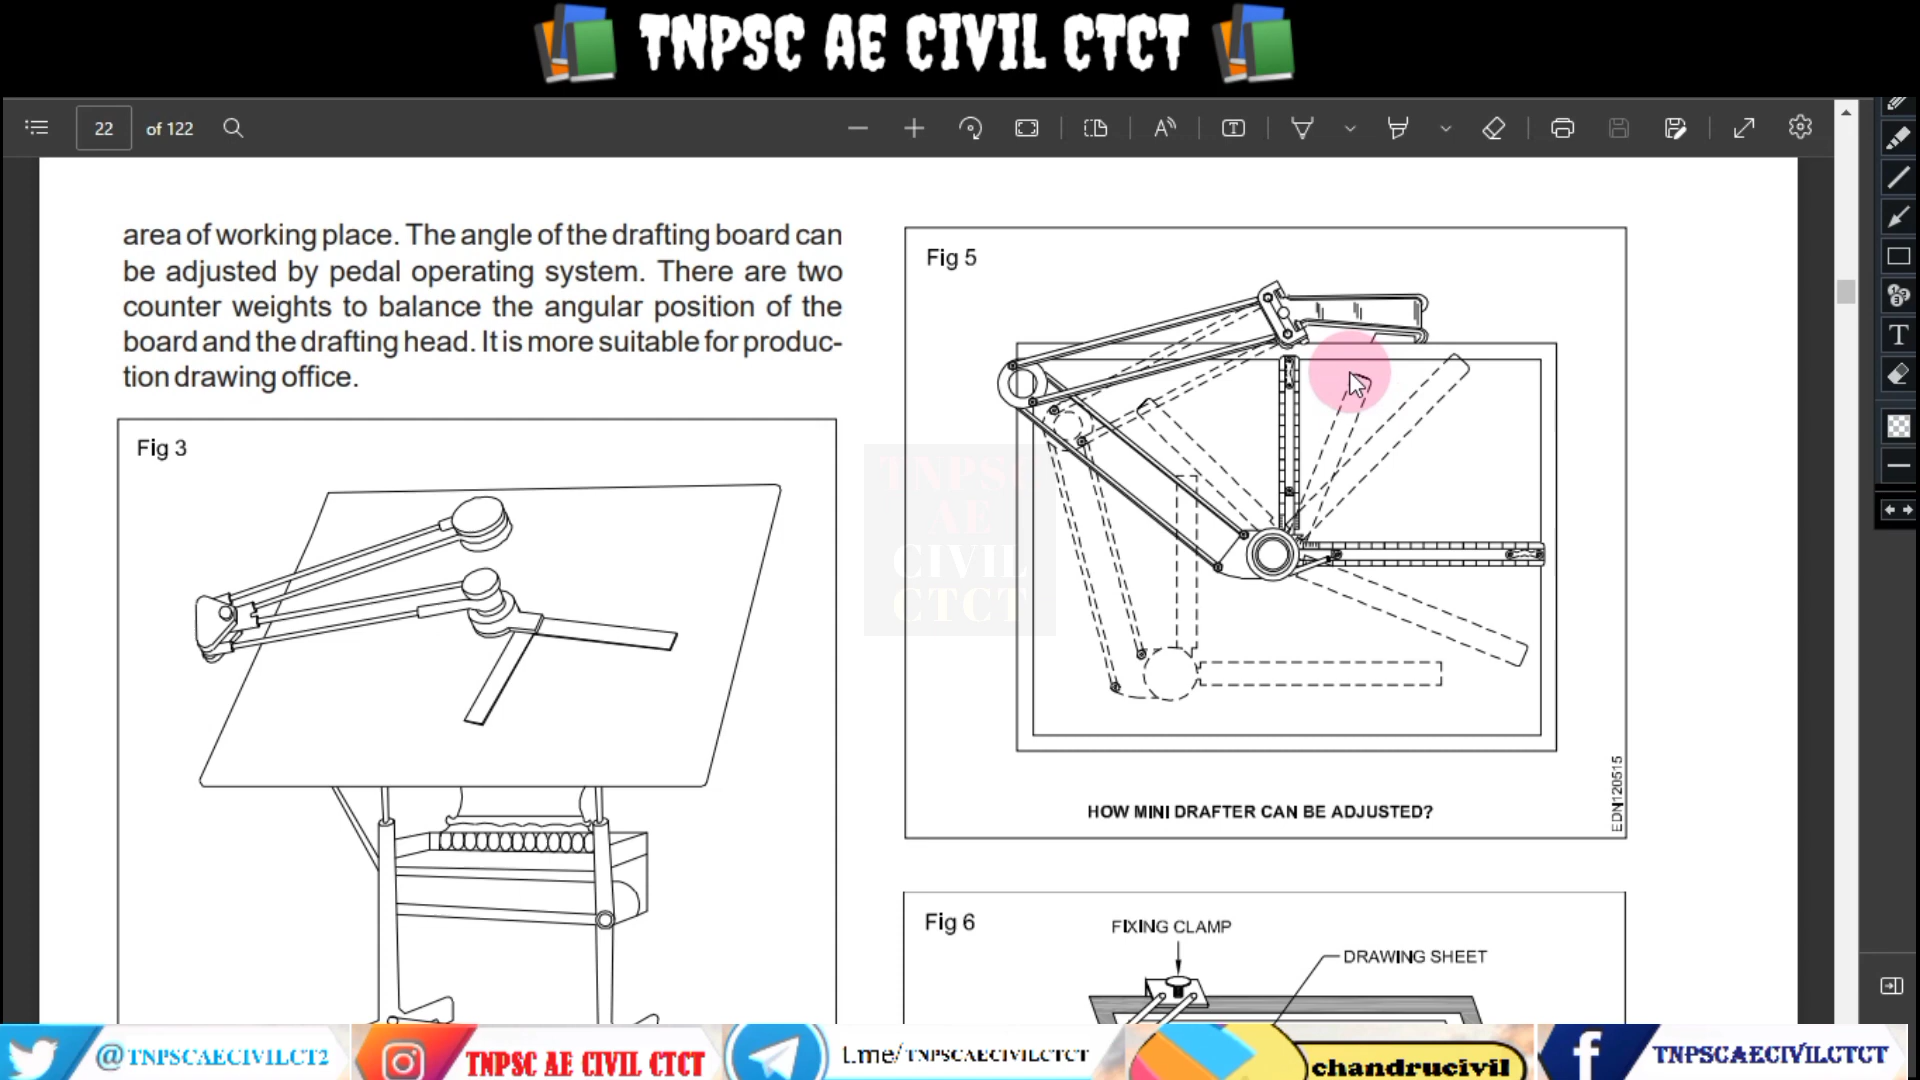 TNPSC AE CIVIL CTCT
22
of 122
area of working place. The angle of the drafting board can
be adjusted by pedal operating system. There are two
counter weights to balance the angular position of the
board and the drafting head. It is more suitable for produc-
tion drawing office.
Fig 3
Fig 5
TNPSC
AE
CIVIL
CTCT
HOW MINI DRAFTER CAN BE ADJUSTED?
EDN120515
Fig 6
FIXING CLAMP
DRAWING SHEET
@TNPSCAECIVILCT2
TNPSC AE CIVIL CTCT
t.me/TNPSCAECIVILCTCT
chandrucivil
TNPSCAECIVILCTCT